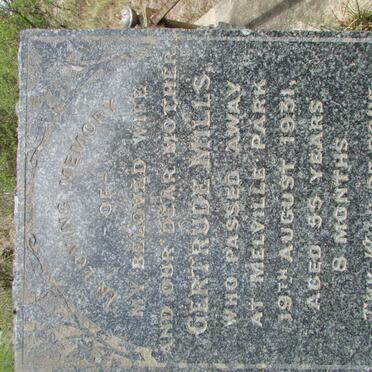 IN LOVING MEMORY
- OF -
MY BELOVED WIFE
AND OUR DEAR MOTHER
GERTRUDE MILLS
WHO PASSED AWAY
AT MELVILLE PARK
19TH AUGUST 1931,
AGED 55 YEARS
8 MONTHS
THY